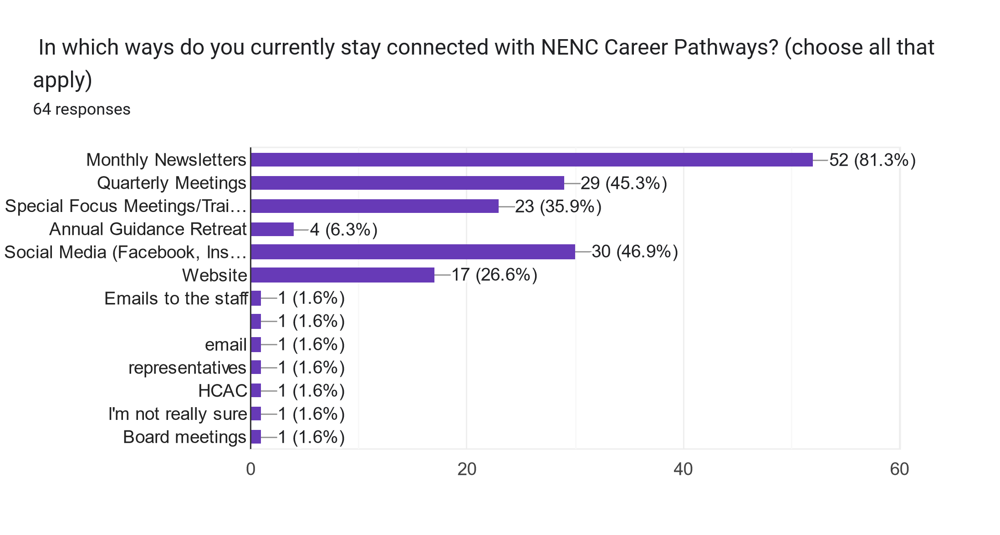 In which ways do you currently stay connected with NENC Career Pathways? (choose all that
apply)
64 responses
Monthly Newsletters 52 (81.3%)
Quarterly Meetings 29 (45.3%)
Special Focus Meetings/Trai… 23 (35.9%)
Annual Guidance Retreat 4 (6.3%)
Social Media (Facebook, Ins… 30 (46.9%)
Website 17 (26.6%)
Emails to the staff 1 (1.6%)
1 (1.6%)
email 1 (1.6%)
representatives 1 (1.6%)
HCAC 1 (1.6%)
I'm not really sure 1 (1.6%)
Board meetings 1 (1.6%)
0 20 40 60